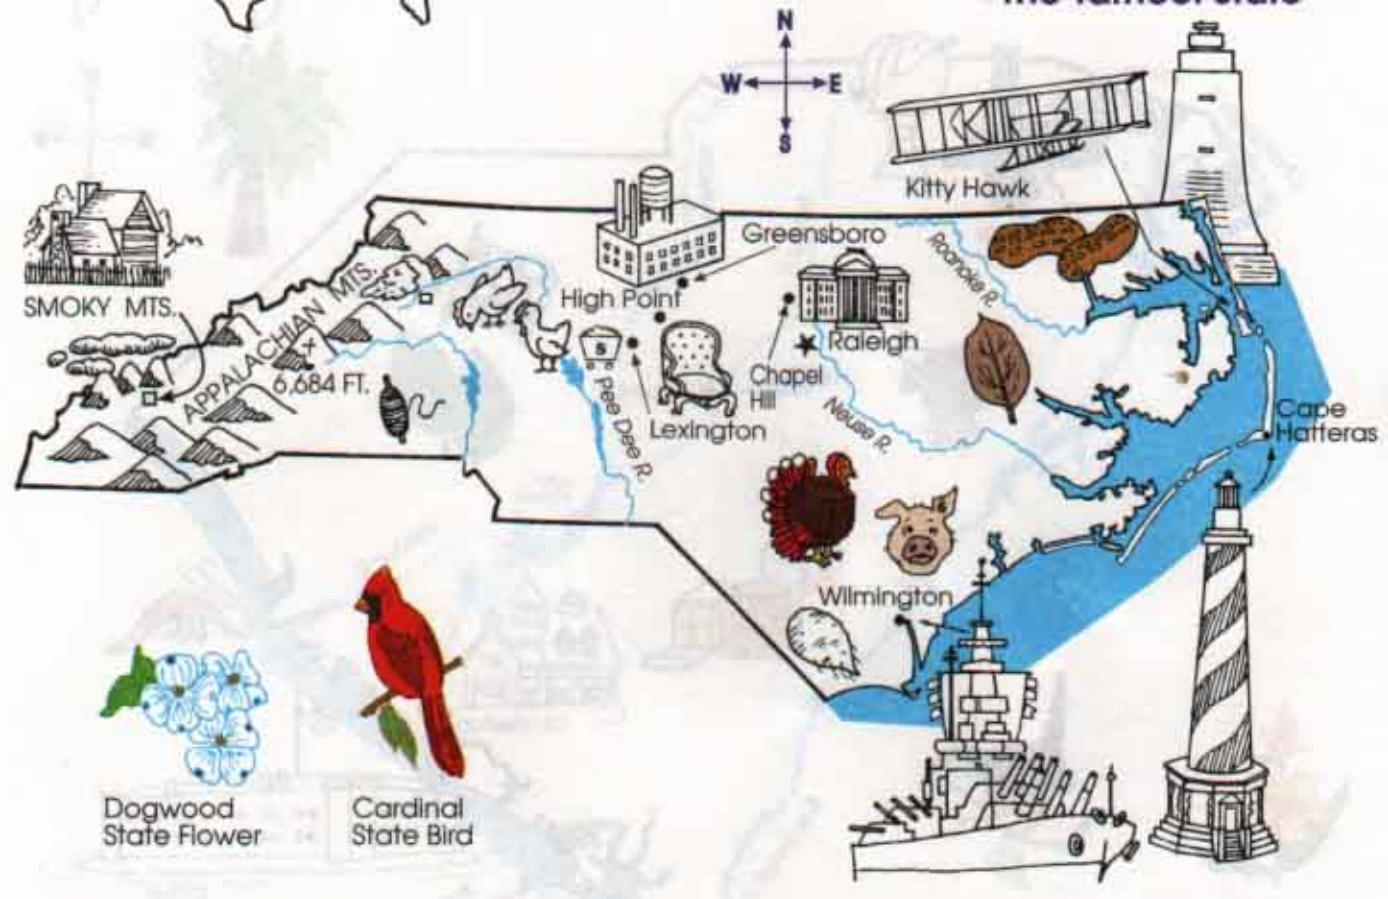 N
W E
S
Kitty Hawk
SMOKY MTS.
APPALACHIAN MTS.
6,684 FT.
High Point
Greensboro
Roanoke R.
Raleigh
Chapel
Hill
Lexington
Pee Dee R.
Neuse R.
Cape
Hatteras
Wilmington
Dogwood
State Flower
Cardinal
State Bird